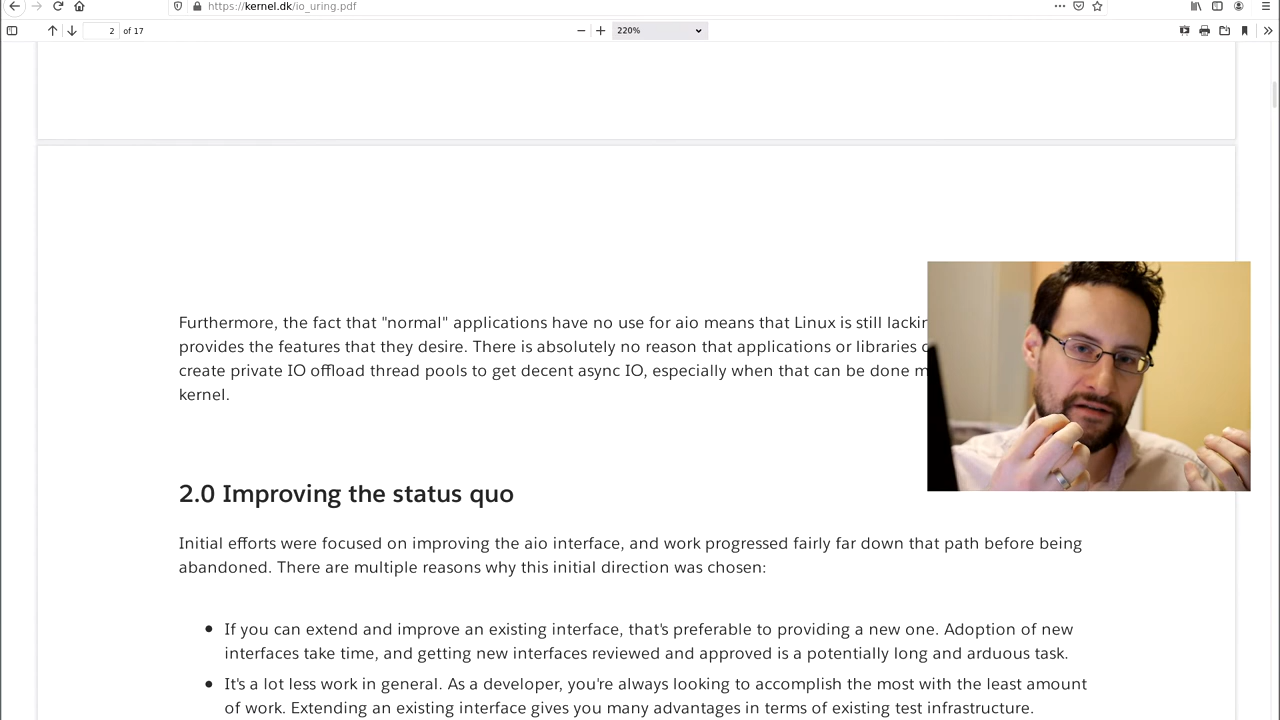 https://kernel.dk/io_uring.pdf
2 of 17
220%
Furthermore, the fact that "normal" applications have no use for aio means that Linux is still
provides the features that they desire. There is absolutely no reason that applications or libraries
create private IO offload thread pools to get decent async IO, especially when that can be done
kernel.
2.0 Improving the status quo
Initial efforts were focused on improving the aio interface, and work progressed fairly far down that path before being
abandoned. There are multiple reasons why this initial direction was chosen:
● If you can extend and improve an existing interface, that's preferable to providing a new one. Adoption of new
interfaces take time, and getting new interfaces reviewed and approved is a potentially long and arduous task.
● It's a lot less work in general. As a developer, you're always looking to accomplish the most with the least amount
of work. Extending an existing interface gives you many advantages in terms of existing test infrastructure.